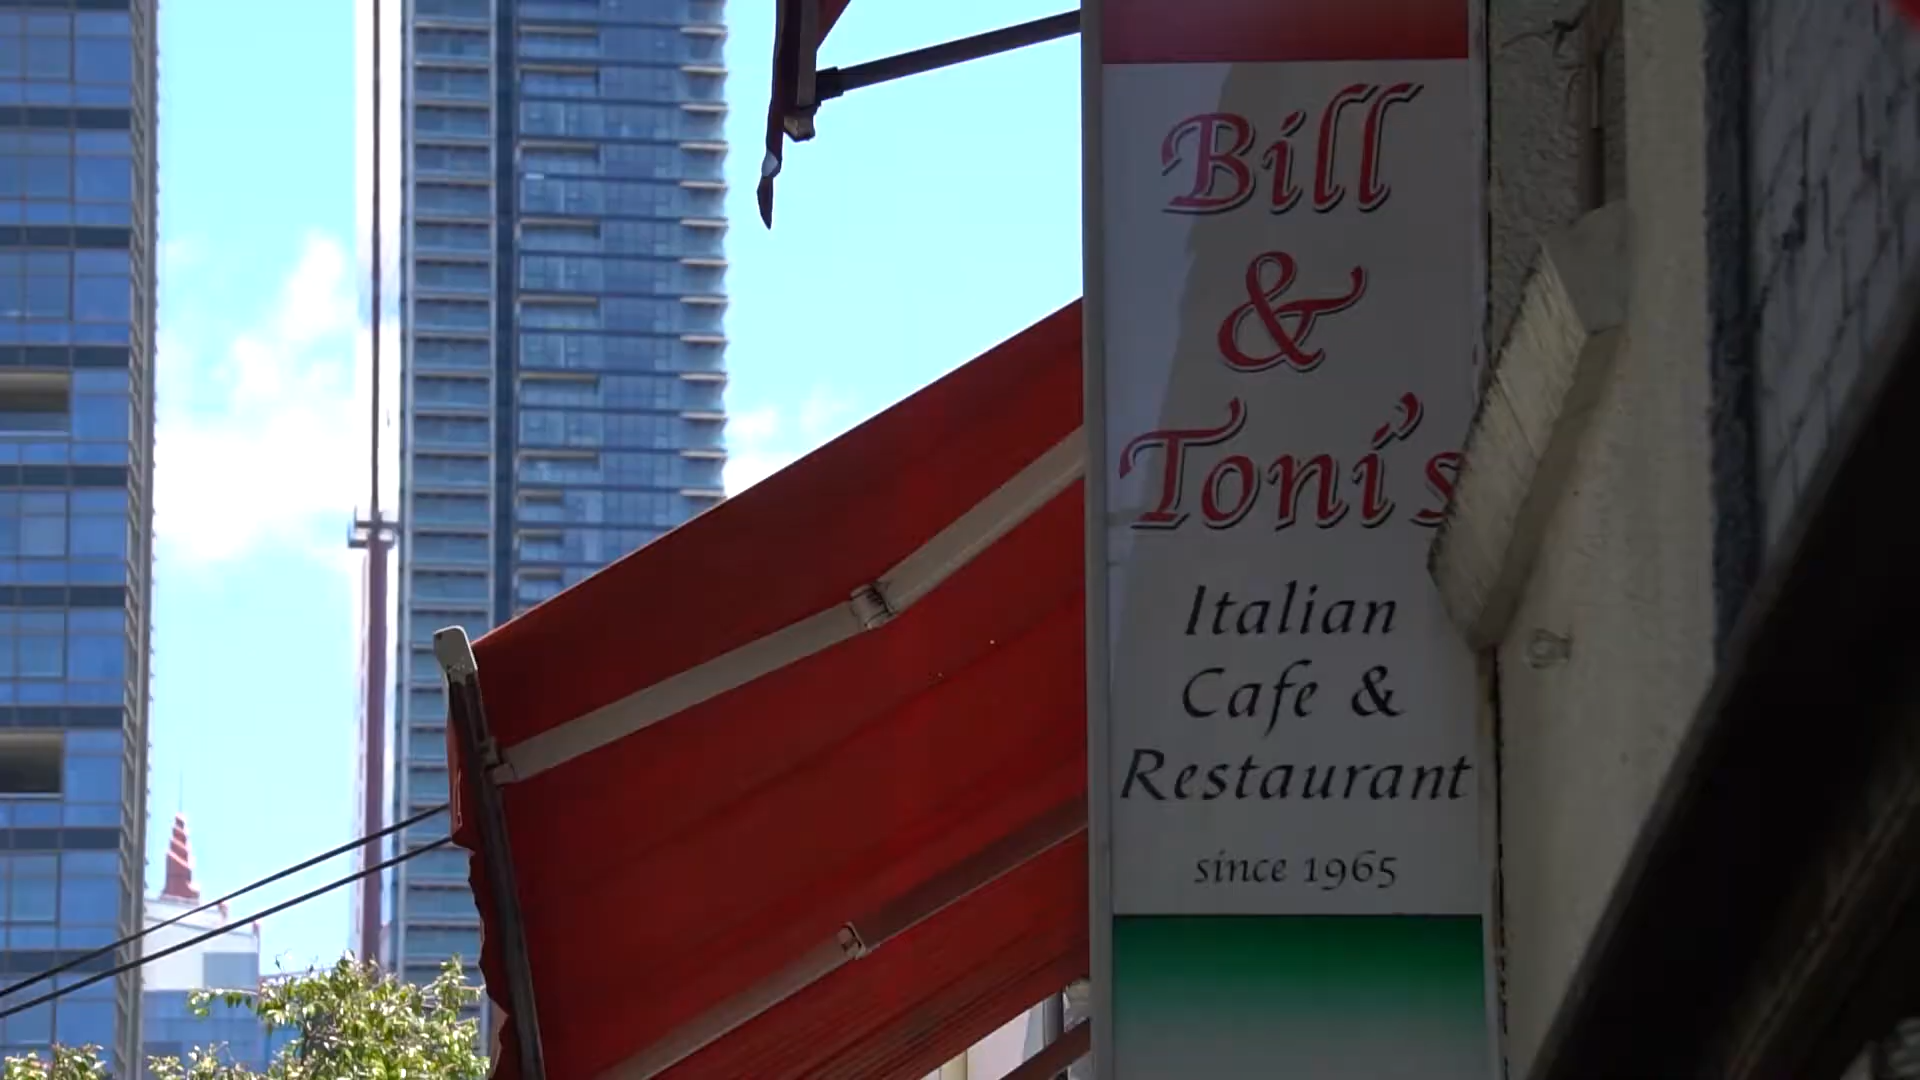 Bill
&
Toni's
Italian
Cafe &
Restaurant
since 1965